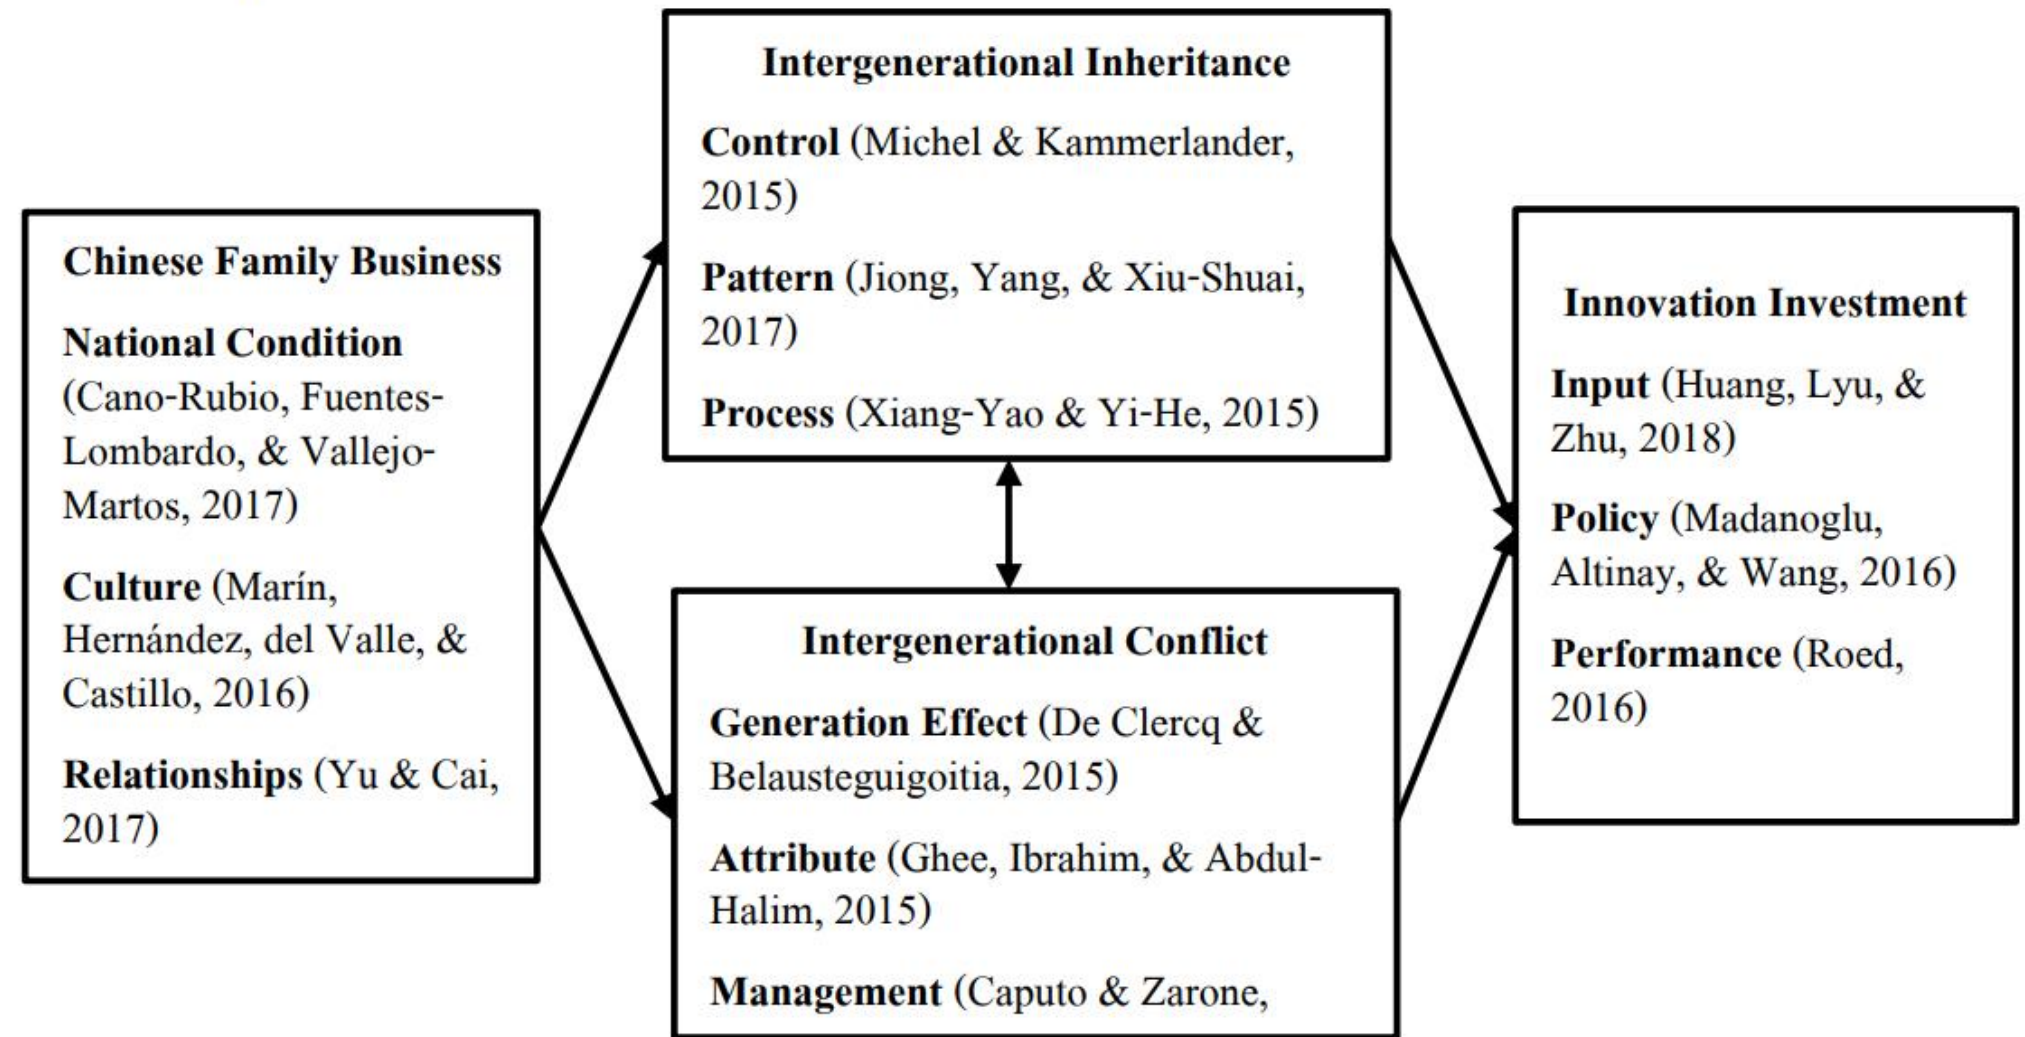 Chinese Family Business
National Condition
(Cano-Rubio, Fuentes-
Lombardo, & Vallejo-
Martos, 2017)
Culture (Marín,
Hernández, del Valle, &
Castillo, 2016)
Relationships (Yu & Cai,
2017)
Intergenerational Inheritance
Control (Michel & Kammerlander,
2015)
Pattern (Jiong, Yang, & Xiu-Shuai,
2017)
Process (Xiang-Yao & Yi-He, 2015)
Intergenerational Conflict
Generation Effect (De Clercq &
Belausteguigoitia, 2015)
Attribute (Ghee, Ibrahim, & Abdul-
Halim, 2015)
Management (Caputo & Zarone,
Innovation Investment
Input (Huang, Lyu, &
Zhu, 2018)
Policy (Madanoglu,
Altinay, & Wang, 2016)
Performance (Roed,
2016)